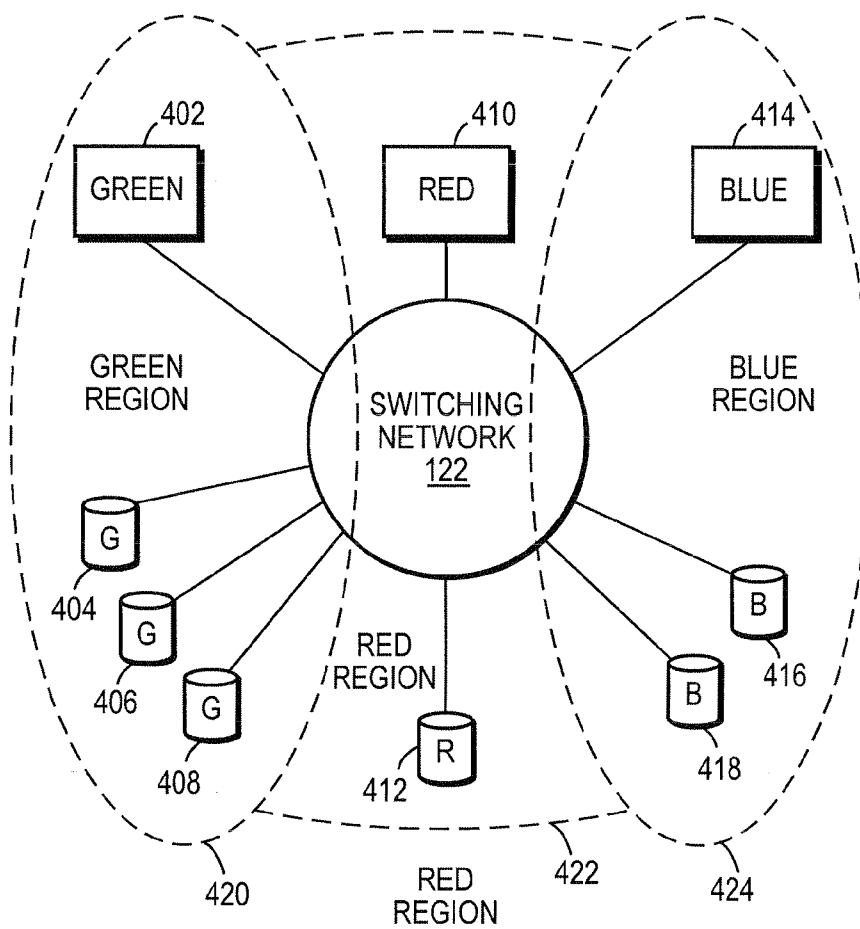 402
410
414
GREEN
RED
BLUE
GREEN
REGION
BLUE
REGION
SWITCHING
NETWORK
122
G
404
G
406
G
408
RED
REGION
R
412
B
416
B
418
420
422
424
RED
REGION